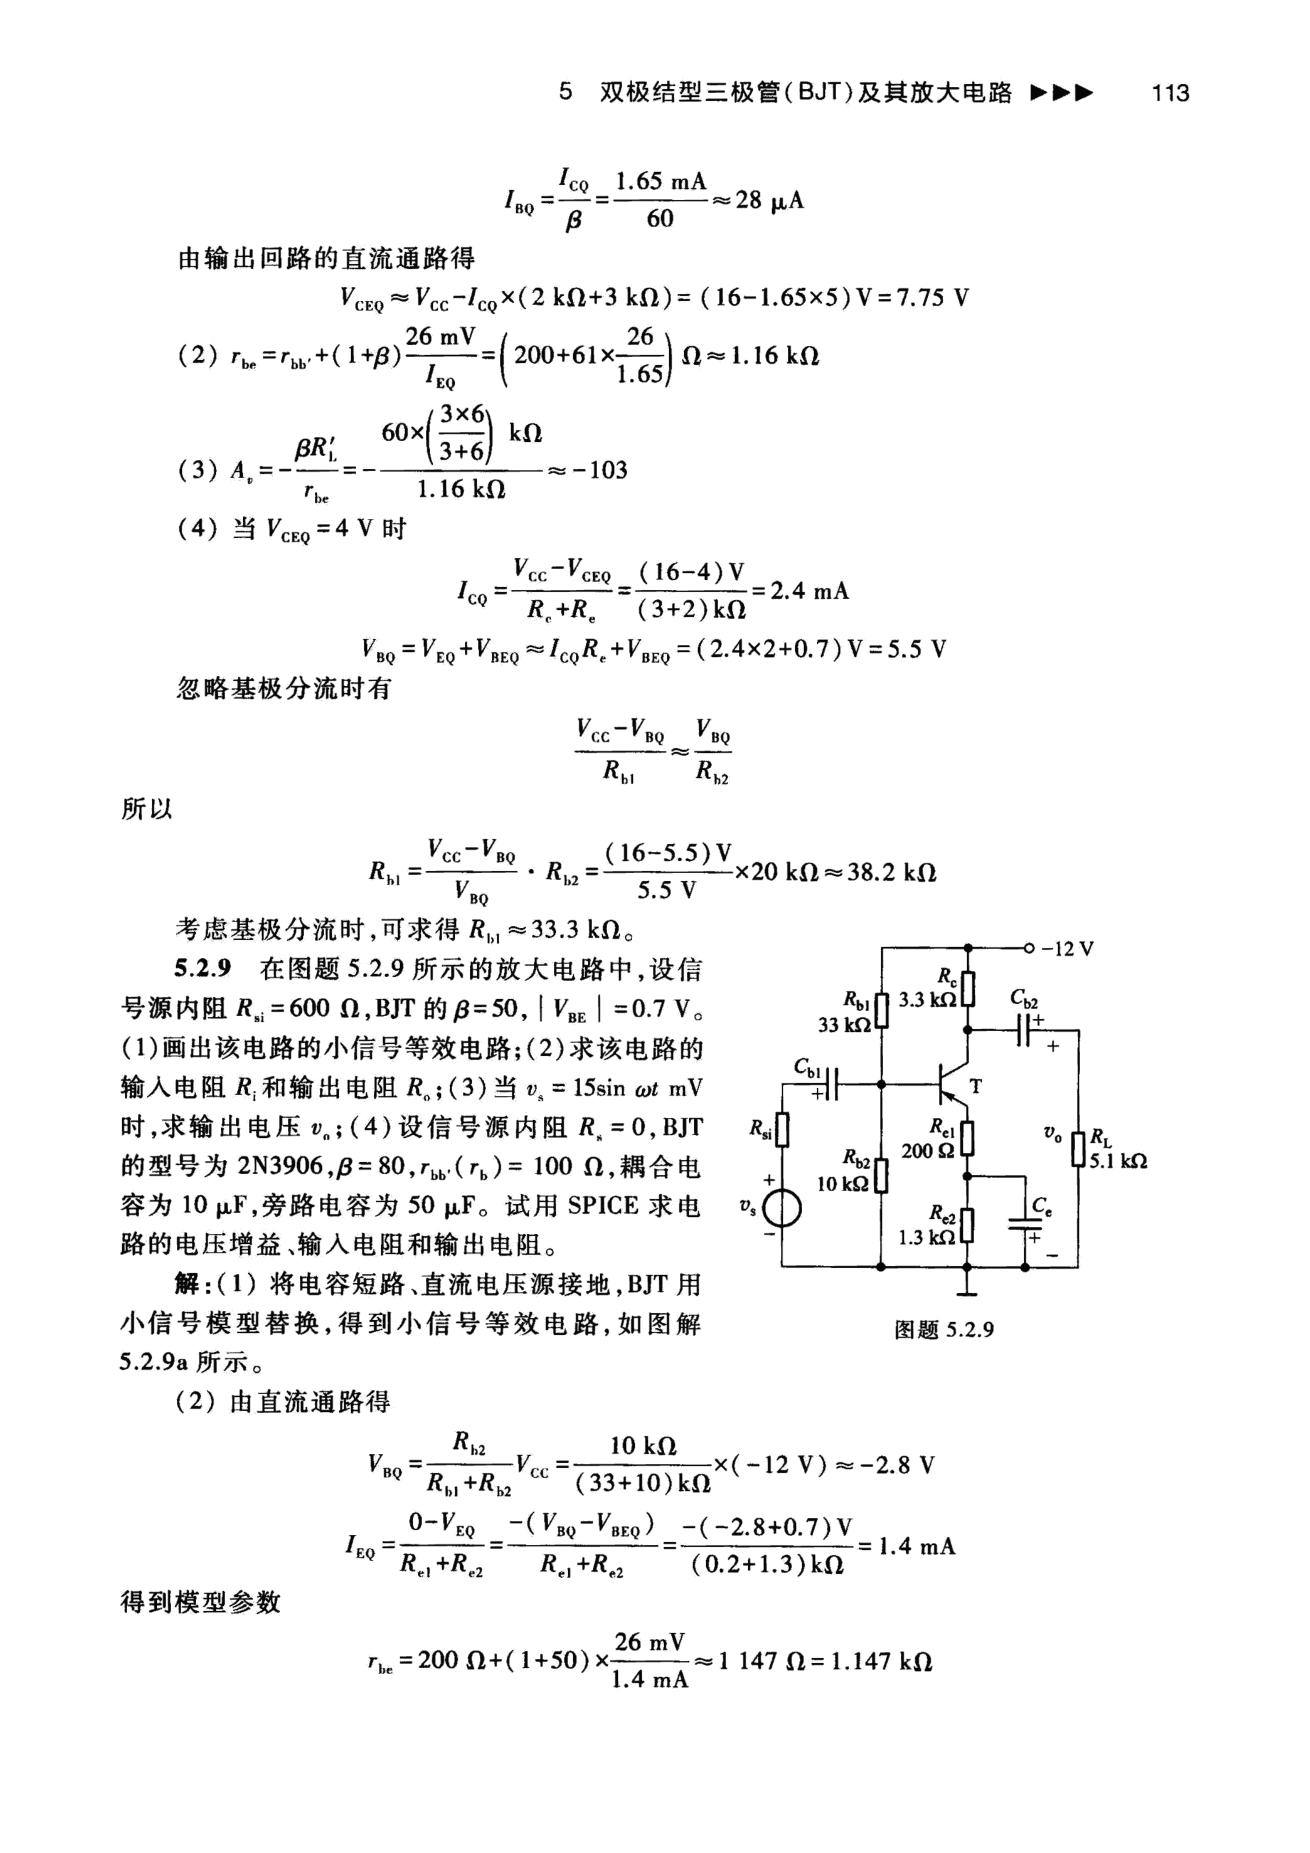 5 双极结型三极管(BJT)及其放大电路 ▶▶▶ 113
I_BQ = I_CQ/β = 1.65 mA/60 ≈ 28 μA
由输出回路的直流通路得
V_CEQ ≈ V_CC - I_CQ×(2 kΩ+3 kΩ) = (16-1.65×5) V = 7.75 V
(2) r_be = r_bb′ + (1+β) 26 mV/I_EQ = (200+61×26/1.65) Ω ≈ 1.16 kΩ
(3) A_v = -βR′_L/r_be = -60×(3×6/3+6) kΩ/1.16 kΩ ≈ -103
(4) 当 V_CEQ = 4 V 时
I_CQ = V_CC-V_CEQ/R_c+R_e = (16-4) V/(3+2) kΩ = 2.4 mA
V_BQ = V_EQ+V_BEQ ≈ I_CQ R_e+V_BEQ = (2.4×2+0.7) V = 5.5 V
忽略基极分流时有
V_CC-V_BQ/R_b1 ≈ V_BQ/R_b2
所以
R_b1 = V_CC-V_BQ/V_BQ · R_b2 = (16-5.5) V/5.5 V ×20 kΩ ≈ 38.2 kΩ
考虑基极分流时,可求得 R_b1 ≈ 33.3 kΩ。
5.2.9 在图题 5.2.9 所示的放大电路中,设信
号源内阻 R_si = 600 Ω,BJT 的 β=50,|V_BE| = 0.7 V。
(1)画出该电路的小信号等效电路;(2)求该电路的
输入电阻 R_i 和输出电阻 R_o;(3)当 v_s = 15sin ωt mV
时,求输出电压 v_o;(4)设信号源内阻 R_s = 0,BJT
的型号为 2N3906,β = 80,r_bb′(r_b) = 100 Ω,耦合电
容为 10 μF,旁路电容为 50 μF。试用 SPICE 求电
路的电压增益、输入电阻和输出电阻。
解:(1) 将电容短路、直流电压源接地,BJT 用
小信号模型替换,得到小信号等效电路,如图解
5.2.9a 所示。
-12 V
R_c
3.3 kΩ
R_b1
33 kΩ
C_b2
+
+
C_b1
+
T
R_si
R_e1
200 Ω
v_o
R_L
5.1 kΩ
R_b2
10 kΩ
+
v_s
-
R_e2
1.3 kΩ
C_e
+
-
图题 5.2.9
(2) 由直流通路得
V_BQ = R_b2/R_b1+R_b2 V_CC = 10 kΩ/(33+10) kΩ ×(-12 V) ≈ -2.8 V
I_EQ = 0-V_EQ/R_e1+R_e2 = -(V_BQ-V_BEQ)/R_e1+R_e2 = -(-2.8+0.7) V/(0.2+1.3) kΩ = 1.4 mA
得到模型参数
r_be = 200 Ω+(1+50)×26 mV/1.4 mA ≈ 1 147 Ω = 1.147 kΩ